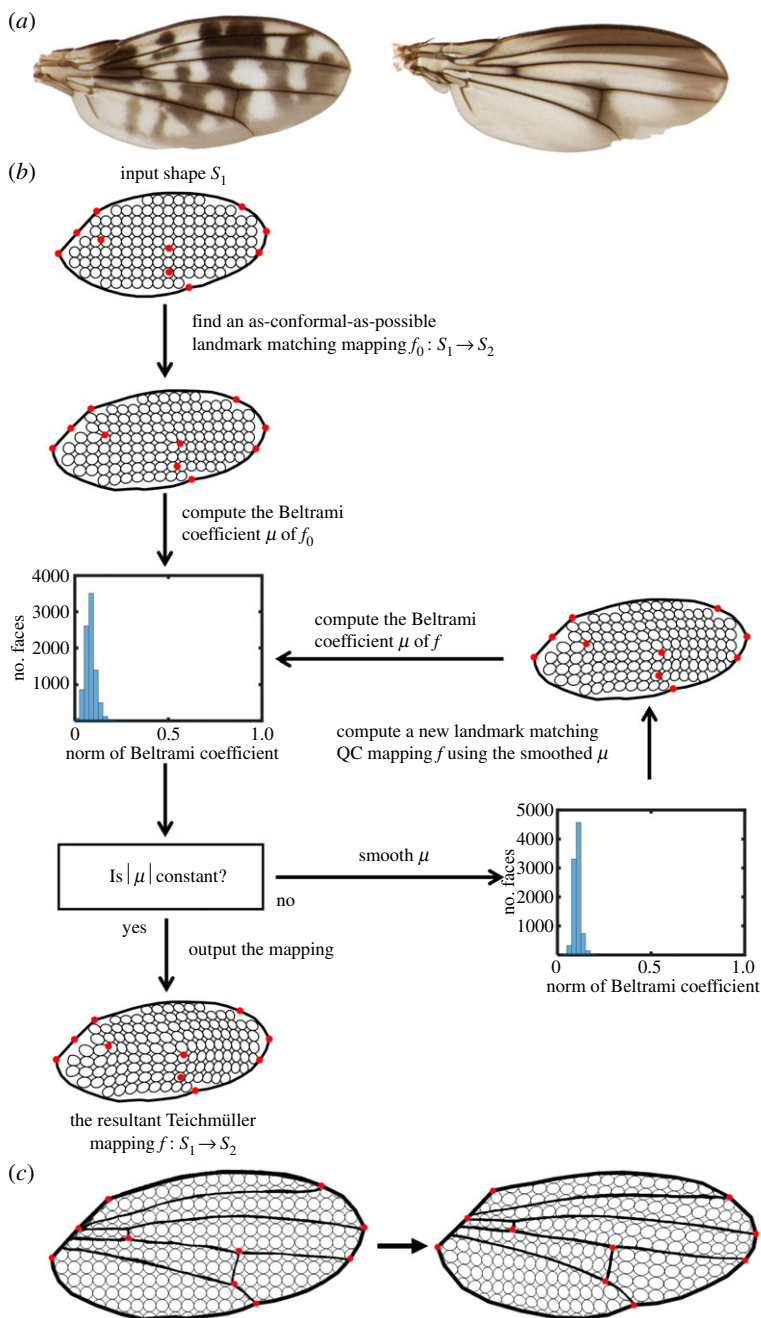 (a)
(b)
input shape S₁
find an as-conformal-as-possible
landmark matching mapping f₀ : S₁ → S₂
compute the Beltrami
coefficient μ of f₀
4000
3000
2000
1000
no. faces
0
0.5
1.0
norm of Beltrami coefficient
compute the Beltrami
coefficient μ of f
compute a new landmark matching
QC mapping f using the smoothed μ
Is |μ| constant?
smooth μ
no
yes
output the mapping
5000
4000
3000
2000
1000
no. faces
0
0.5
1.0
norm of Beltrami coefficient
the resultant Teichmüller
mapping f : S₁ → S₂
(c)